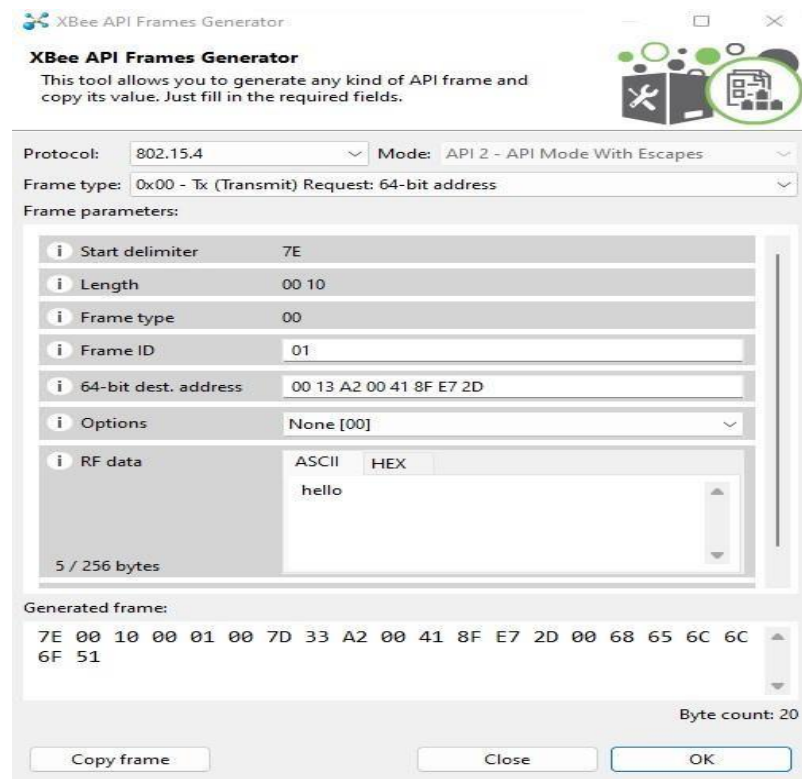 XBee API Frames Generator
XBee API Frames Generator
This tool allows you to generate any kind of API frame and
copy its value. Just fill in the required fields.
Protocol: 802.15.4 Mode: API 2 - API Mode With Escapes
Frame type: 0x00 - Tx (Transmit) Request: 64-bit address
Frame parameters:
i Start delimiter 7E
i Length 00 10
i Frame type 00
i Frame ID 01
i 64-bit dest. address 00 13 A2 00 41 8F E7 2D
i Options None [00]
i RF data ASCII HEX
hello
5 / 256 bytes
Generated frame:
7E 00 10 00 01 00 7D 33 A2 00 41 8F E7 2D 00 68 65 6C 6C
6F 51
Byte count: 20
Copy frame Close OK